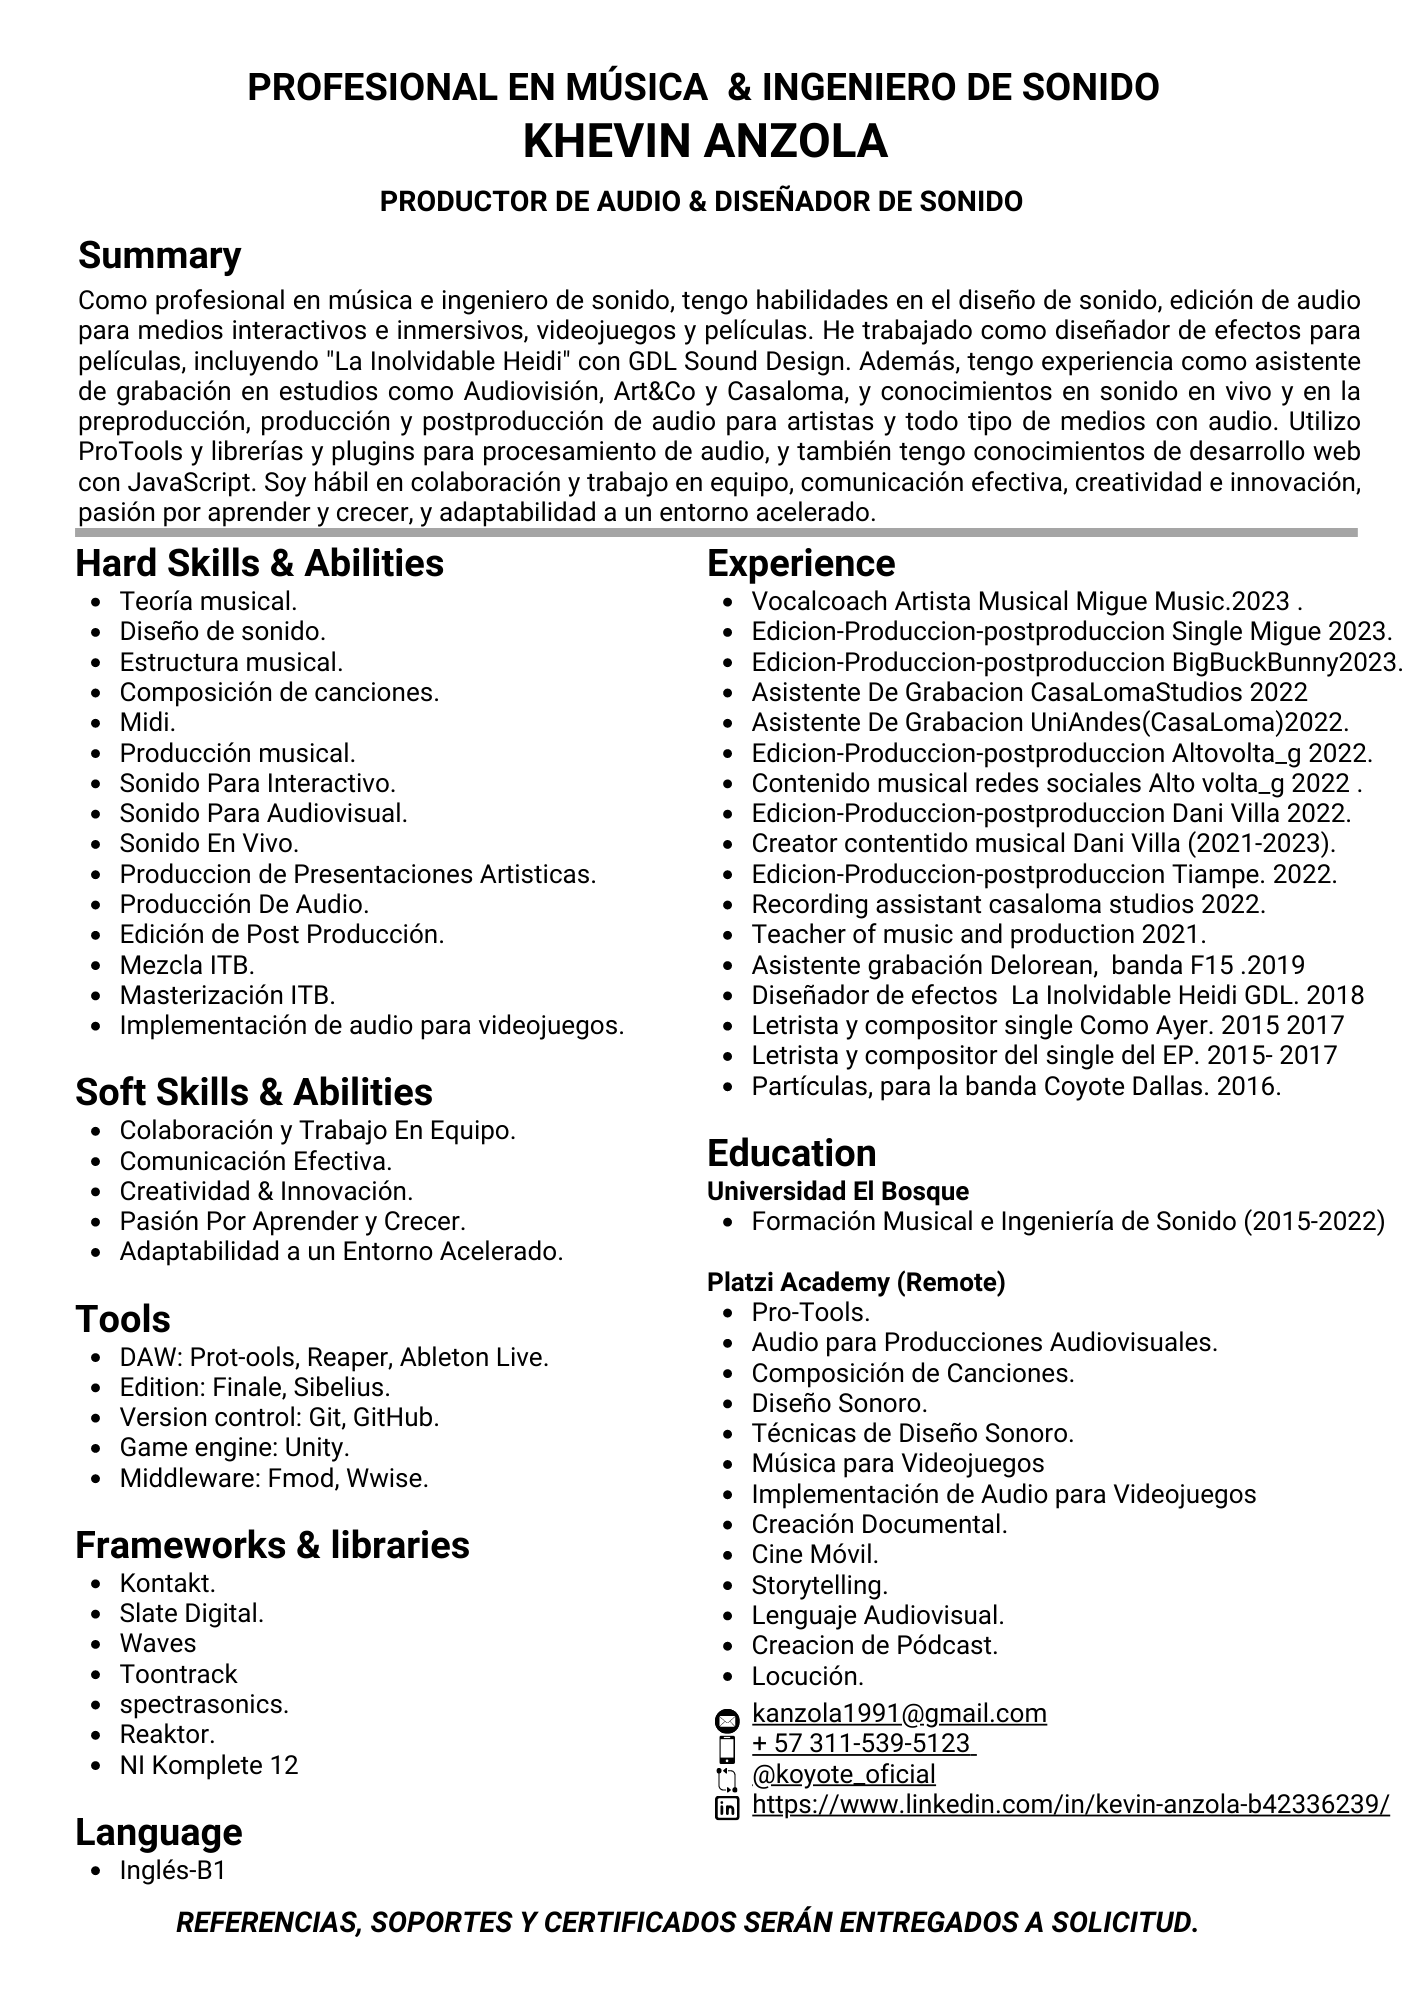 PROFESIONAL EN MÚSICA & INGENIERO DE SONIDO
KHEVIN ANZOLA
PRODUCTOR DE AUDIO & DISEÑADOR DE SONIDO
Summary
Como profesional en música e ingeniero de sonido, tengo habilidades en el diseño de sonido, edición de audio
para medios interactivos e inmersivos, videojuegos y películas. He trabajado como diseñador de efectos para
películas, incluyendo "La Inolvidable Heidi" con GDL Sound Design. Además, tengo experiencia como asistente
de grabación en estudios como Audiovisión, Art&Co y Casaloma, y conocimientos en sonido en vivo y en la
preproducción, producción y postproducción de audio para artistas y todo tipo de medios con audio. Utilizo
ProTools y librerías y plugins para procesamiento de audio, y también tengo conocimientos de desarrollo web
con JavaScript. Soy hábil en colaboración y trabajo en equipo, comunicación efectiva, creatividad e innovación,
pasión por aprender y crecer, y adaptabilidad a un entorno acelerado.
Hard Skills & Abilities
• Teoría musical.
• Diseño de sonido.
• Estructura musical.
• Composición de canciones.
• Midi.
• Producción musical.
• Sonido Para Interactivo.
• Sonido Para Audiovisual.
• Sonido En Vivo.
• Produccion de Presentaciones Artisticas.
• Producción De Audio.
• Edición de Post Producción.
• Mezcla ITB.
• Masterización ITB.
• Implementación de audio para videojuegos.
Soft Skills & Abilities
• Colaboración y Trabajo En Equipo.
• Comunicación Efectiva.
• Creatividad & Innovación.
• Pasión Por Aprender y Crecer.
• Adaptabilidad a un Entorno Acelerado.
Tools
• DAW: Prot-ools, Reaper, Ableton Live.
• Edition: Finale, Sibelius.
• Version control: Git, GitHub.
• Game engine: Unity.
• Middleware: Fmod, Wwise.
Frameworks & libraries
• Kontakt.
• Slate Digital.
• Waves
• Toontrack
• spectrasonics.
• Reaktor.
• NI Komplete 12
Language
• Inglés-B1
Experience
• Vocalcoach Artista Musical Migue Music.2023 .
• Edicion-Produccion-postproduccion Single Migue 2023.
• Edicion-Produccion-postproduccion BigBuckBunny2023.
• Asistente De Grabacion CasaLomaStudios 2022
• Asistente De Grabacion UniAndes(CasaLoma)2022.
• Edicion-Produccion-postproduccion Altovolta_g 2022.
• Contenido musical redes sociales Alto volta_g 2022 .
• Edicion-Produccion-postproduccion Dani Villa 2022.
• Creator contentido musical Dani Villa (2021-2023).
• Edicion-Produccion-postproduccion Tiampe. 2022.
• Recording assistant casaloma studios 2022.
• Teacher of music and production 2021.
• Asistente grabación Delorean, banda F15 .2019
• Diseñador de efectos La Inolvidable Heidi GDL. 2018
• Letrista y compositor single Como Ayer. 2015 2017
• Letrista y compositor del single del EP. 2015- 2017
• Partículas, para la banda Coyote Dallas. 2016.
Education
Universidad El Bosque
• Formación Musical e Ingeniería de Sonido (2015-2022)
Platzi Academy (Remote)
• Pro-Tools.
• Audio para Producciones Audiovisuales.
• Composición de Canciones.
• Diseño Sonoro.
• Técnicas de Diseño Sonoro.
• Música para Videojuegos
• Implementación de Audio para Videojuegos
• Creación Documental.
• Cine Móvil.
• Storytelling.
• Lenguaje Audiovisual.
• Creacion de Pódcast.
• Locución.
kanzola1991@gmail.com
+ 57 311-539-5123
@koyote_oficial
https://www.linkedin.com/in/kevin-anzola-b42336239/
REFERENCIAS, SOPORTES Y CERTIFICADOS SERÁN ENTREGADOS A SOLICITUD.